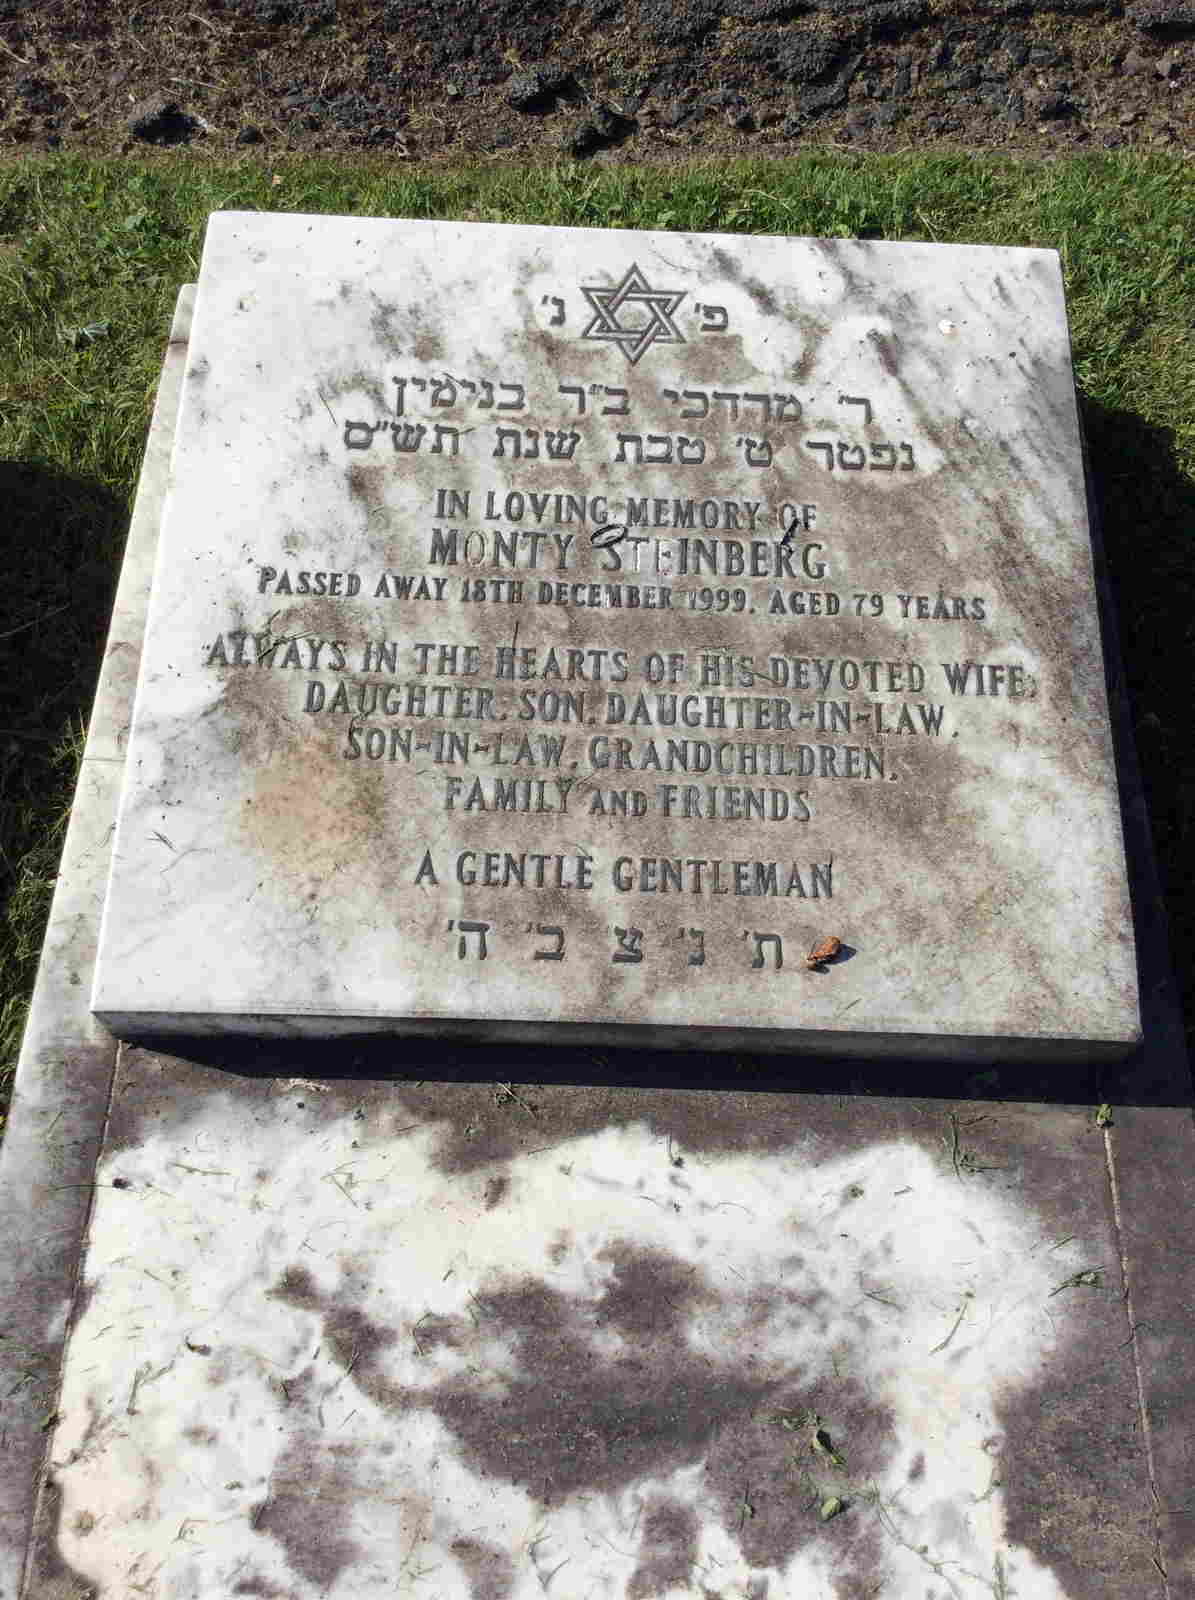 פ' נ'
ר' מרדכי ב"ר בנימין
נפטר ט' טבת שנת תש"ס
IN LOVING MEMORY OF
MONTY STEINBERG
PASSED AWAY 18TH DECEMBER 1999. AGED 79 YEARS
ALWAYS IN THE HEARTS OF HIS DEVOTED WIFE,
DAUGHTER, SON, DAUGHTER-IN-LAW,
SON-IN-LAW, GRANDCHILDREN,
FAMILY AND FRIENDS
A GENTLE GENTLEMAN
ת' נ' צ' ב' ה'